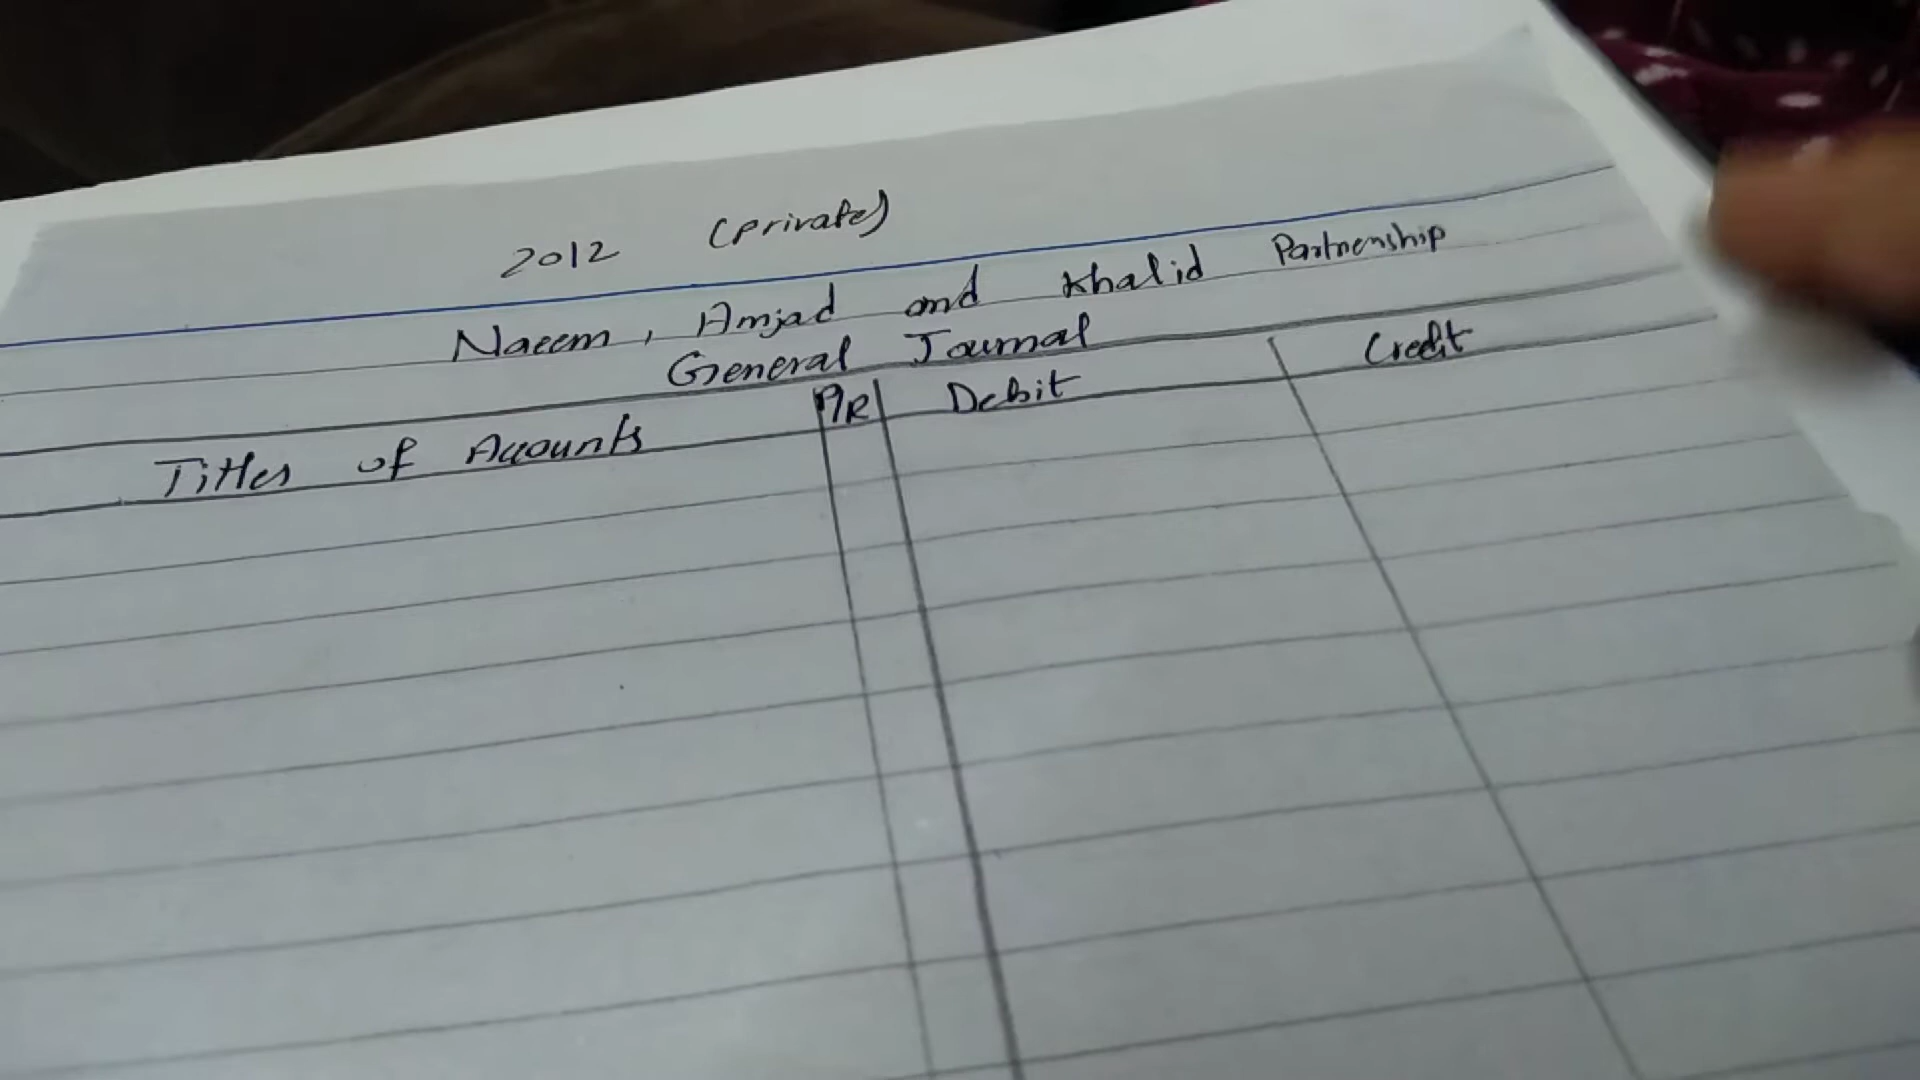 2012 (Private)
Naeem, Amjad and Khalid Partnership
General Journal
Titles of Accounts PR Debit Credit